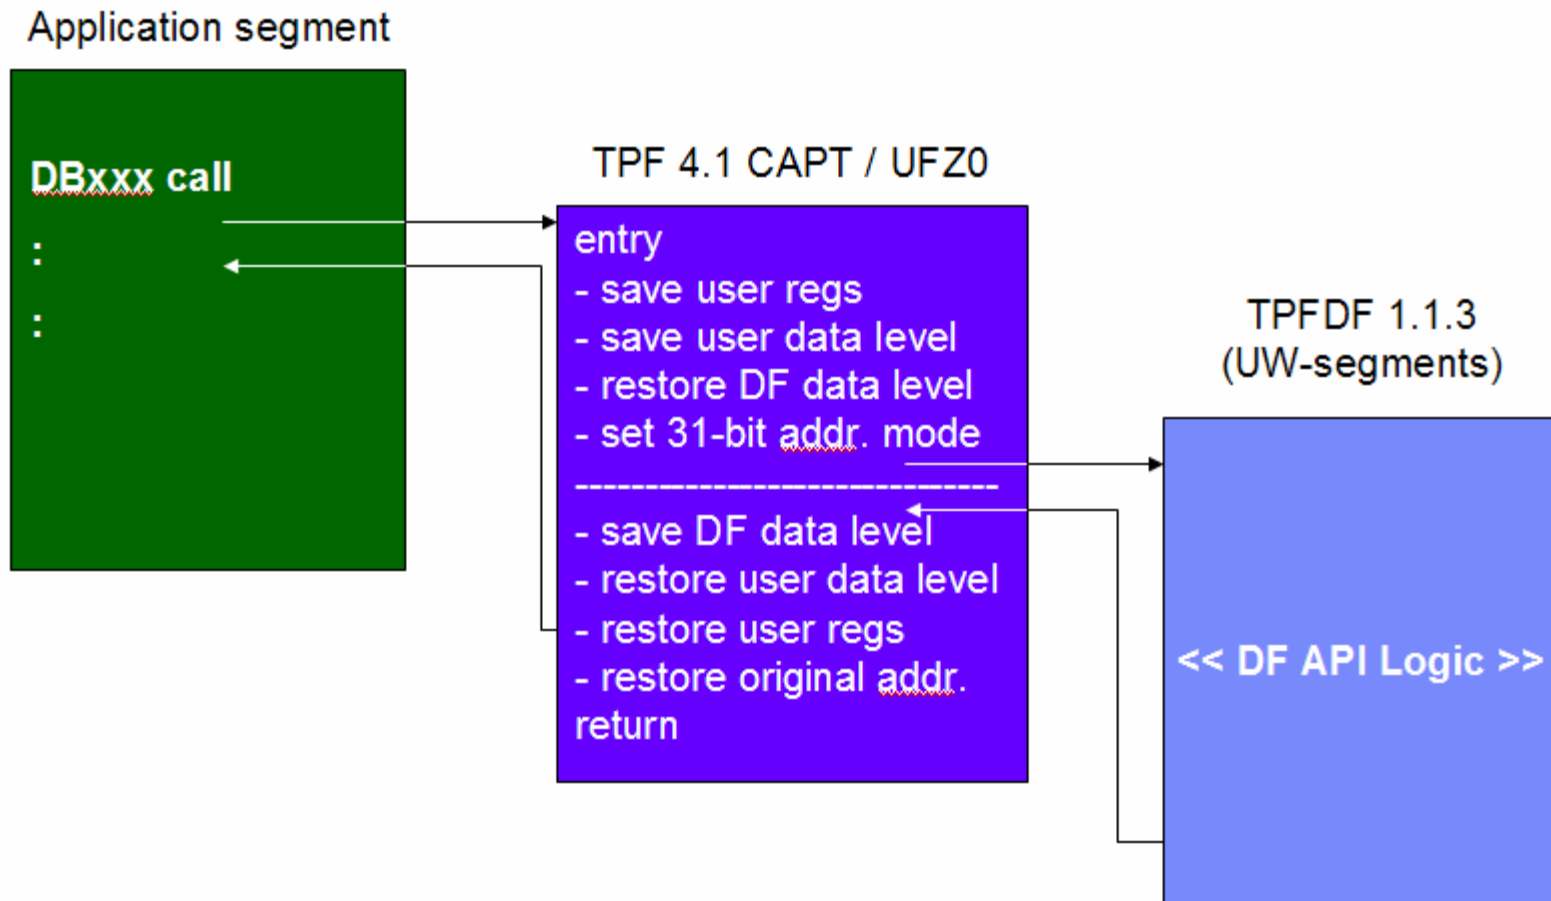 Application segment
DBxxx call
:
:
TPF 4.1 CAPT / UFZ0
entry
- save user regs
- save user data level
- restore DF data level
- set 31-bit addr. mode
------------------------------
- save DF data level
- restore user data level
- restore user regs
- restore original addr.
return
TPFDF 1.1.3
(UW-segments)
<< DF API Logic >>